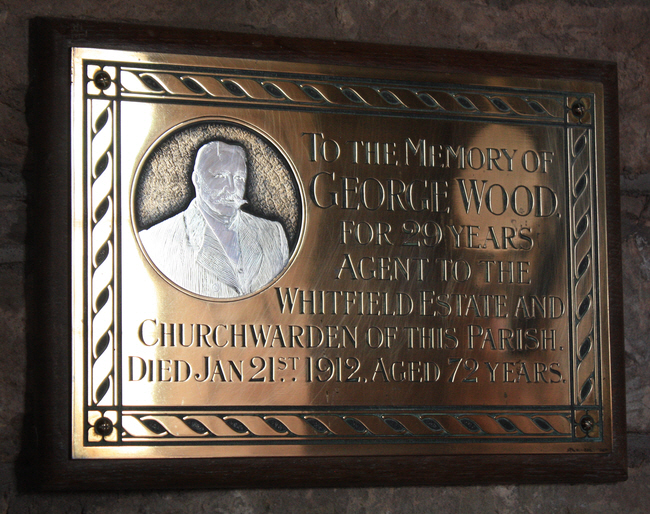 To the Memory of
George Wood,
for 29 years
Agent to the
Whitfield Estate and
Churchwarden of this Parish.
Died Jan 21st. 1912. Aged 72 years.